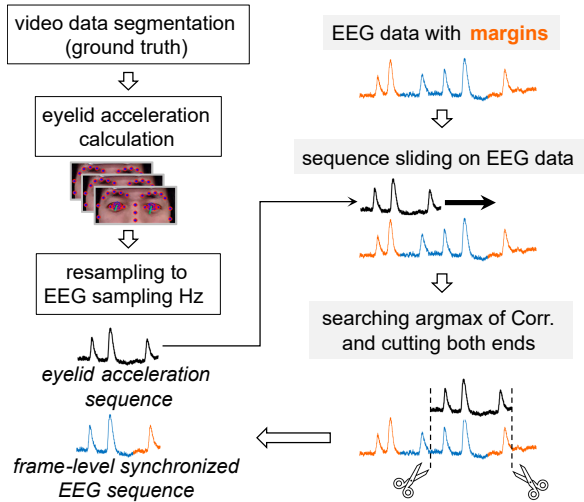 video data segmentation
(ground truth)
eyelid acceleration
calculation
resampling to
EEG sampling Hz
eyelid acceleration
sequence
frame-level synchronized
EEG sequence
EEG data with margins
sequence sliding on EEG data
searching argmax of Corr.
and cutting both ends